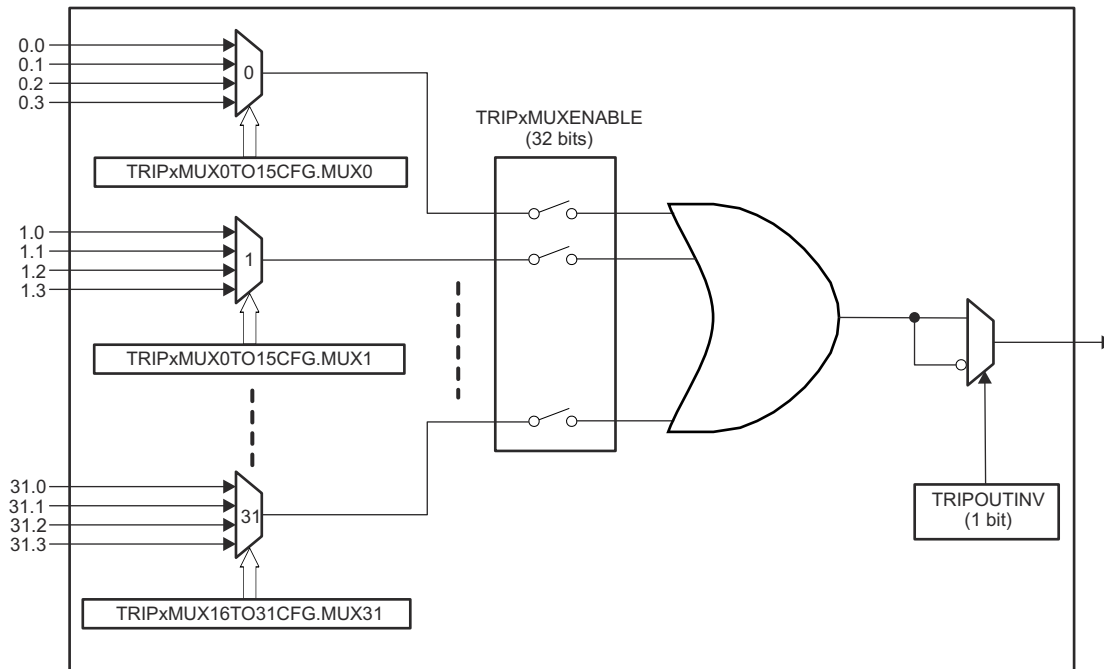 0.0
0.1
0.2
0.3
0
TRIPxMUX0TO15CFG.MUX0
TRIPxMUXENABLE
(32 bits)
1.0
1.1
1.2
1.3
1
TRIPxMUX0TO15CFG.MUX1
31.0
31.1
31.2
31.3
31
TRIPxMUX16TO31CFG.MUX31
TRIPOUTINV
(1 bit)